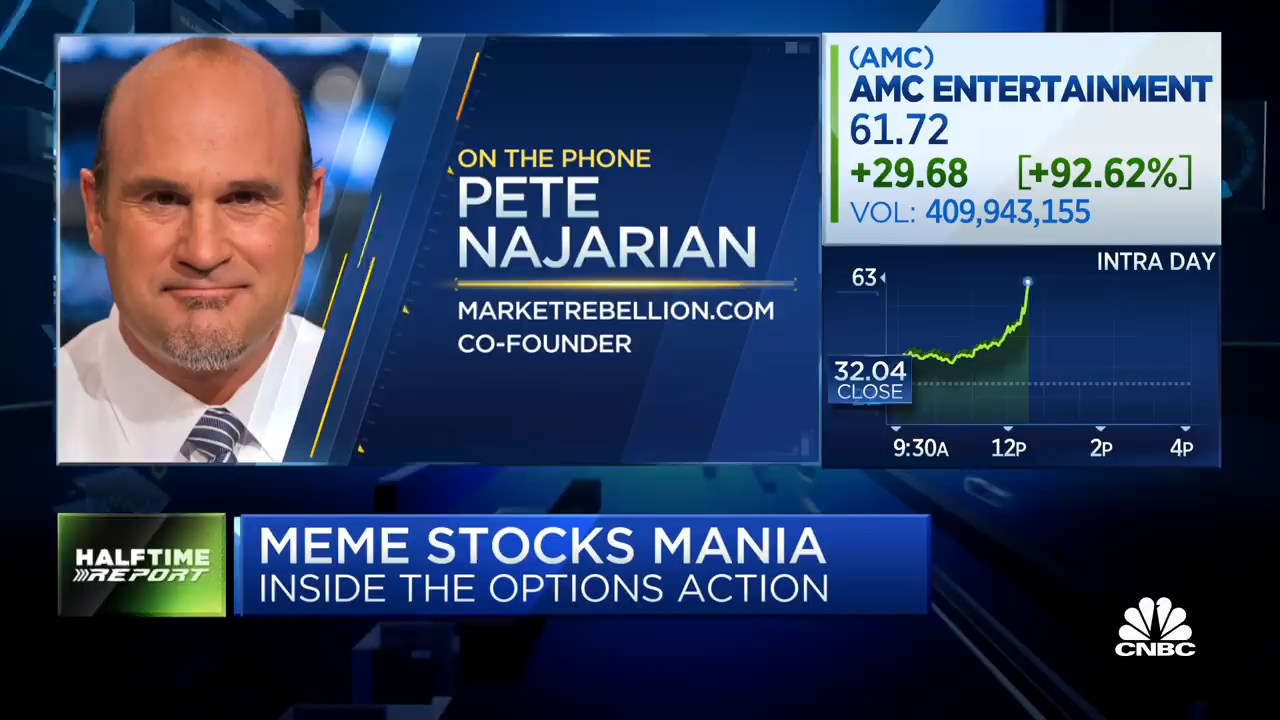 ON THE PHONE
PETE
NAJARIAN
MARKETREBELLION.COM
CO-FOUNDER
(AMC)
AMC ENTERTAINMENT
61.72
+29.68 [+92.62%]
VOL: 409,943,155
INTRA DAY
63
32.04
CLOSE
9:30A 12P 2P 4P
HALFTIME
REPORT
MEME STOCKS MANIA
INSIDE THE OPTIONS ACTION
CNBC